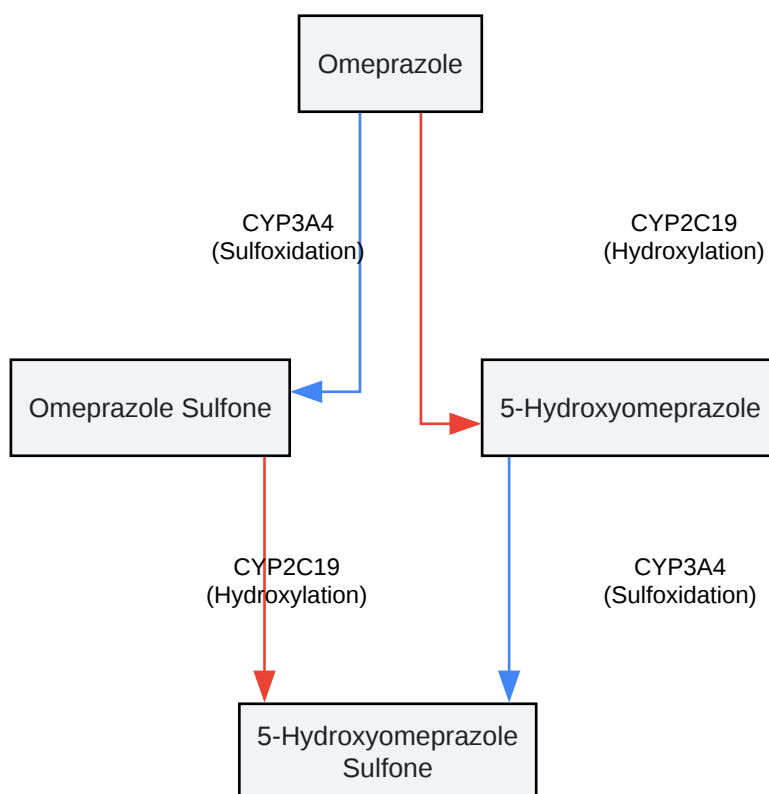 Omeprazole
CYP3A4
(Sulfoxidation)
CYP2C19
(Hydroxylation)
Omeprazole Sulfone
5-Hydroxyomeprazole
CYP2C19
(Hydroxylation)
CYP3A4
(Sulfoxidation)
5-Hydroxyomeprazole
Sulfone